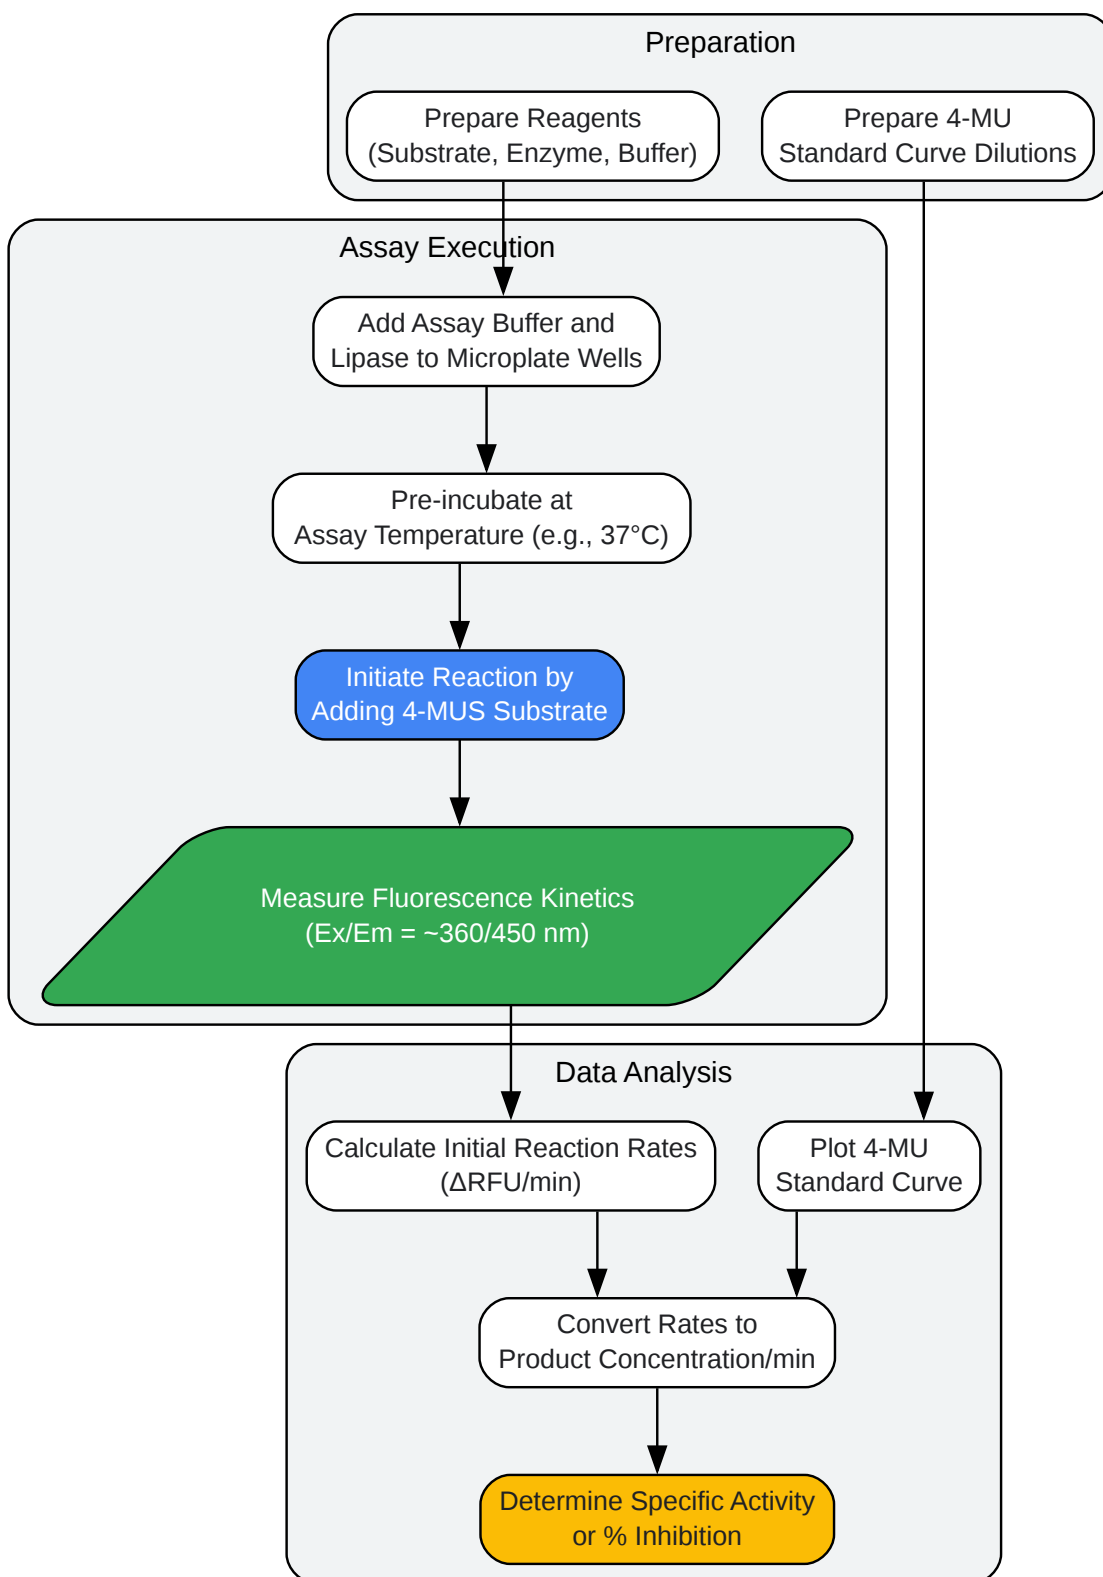 Preparation
Prepare Reagents
(Substrate, Enzyme, Buffer)
Prepare 4-MU
Standard Curve Dilutions
Assay Execution
Add Assay Buffer and
Lipase to Microplate Wells
Pre-incubate at
Assay Temperature (e.g., 37°C)
Initiate Reaction by
Adding 4-MUS Substrate
Measure Fluorescence Kinetics
(Ex/Em = ~360/450 nm)
Data Analysis
Calculate Initial Reaction Rates
(ΔRFU/min)
Plot 4-MU
Standard Curve
Convert Rates to
Product Concentration/min
Determine Specific Activity
or % Inhibition